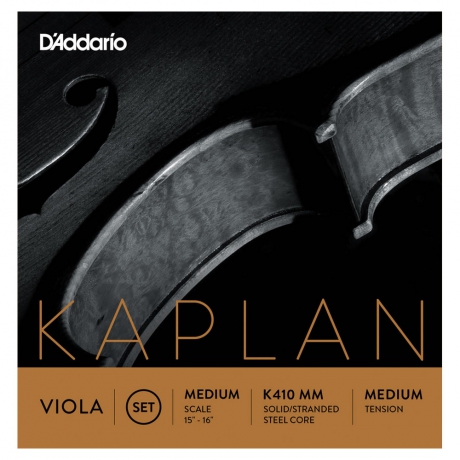 D'Addario
KAPLAN
VIOLA
SET
MEDIUM
SCALE
15" - 16"
K410 MM
SOLID/STRANDED
STEEL CORE
MEDIUM
TENSION